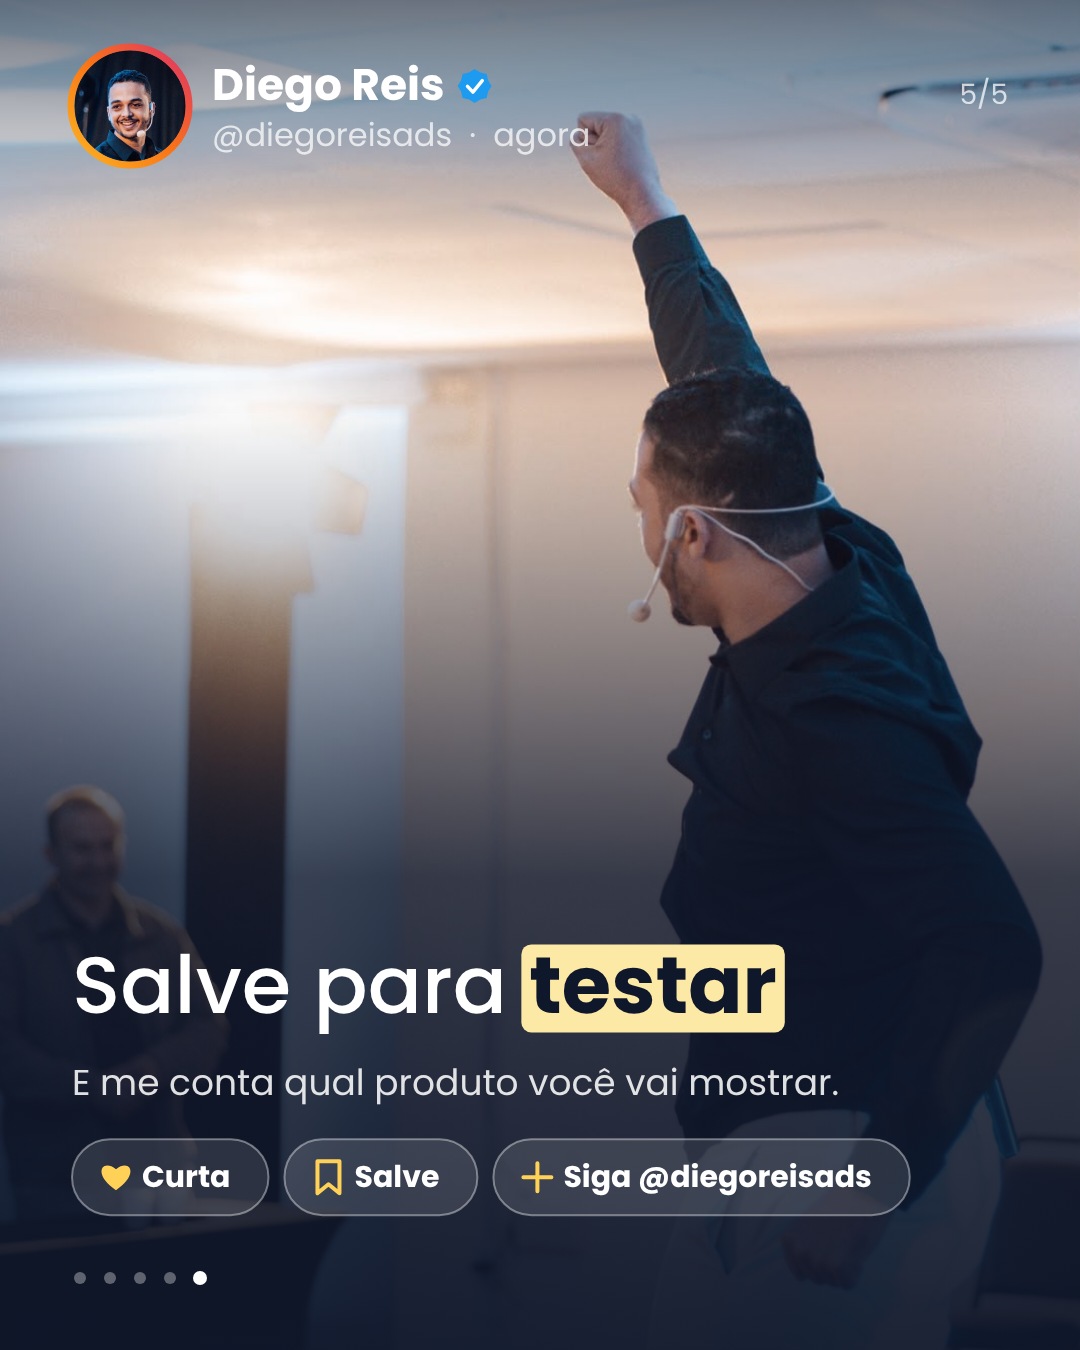 Diego Reis
@diegoreisads · agora
5/5
Salve para testar
E me conta qual produto você vai mostrar.
Curta
Salve
Siga @diegoreisads